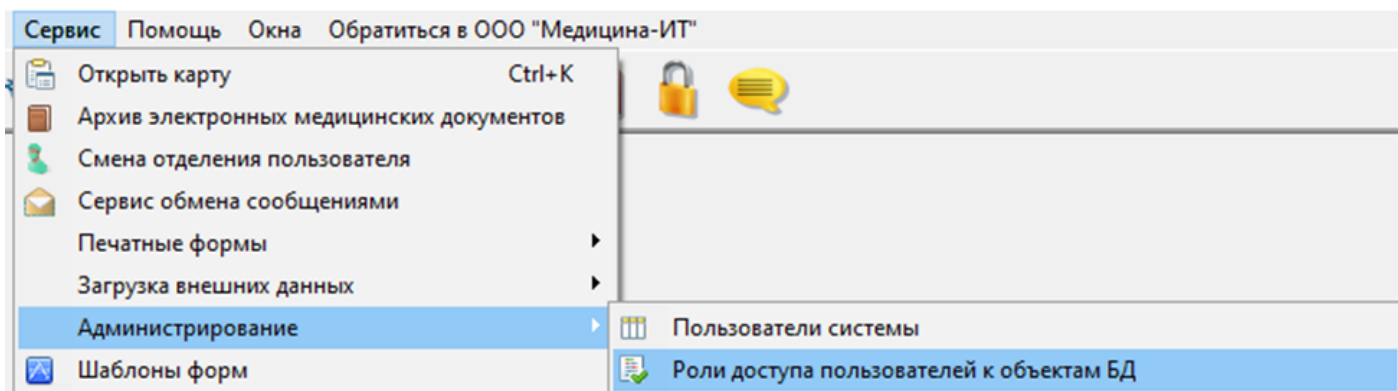 Сервис Помощь Окна Обратиться в ООО "Медицина-ИТ"
Открыть карту Ctrl+K
Архив электронных медицинских документов
Смена отделения пользователя
Сервис обмена сообщениями
Печатные формы
Загрузка внешних данных
Администрирование Пользователи системы
Шаблоны форм Роли доступа пользователей к объектам БД